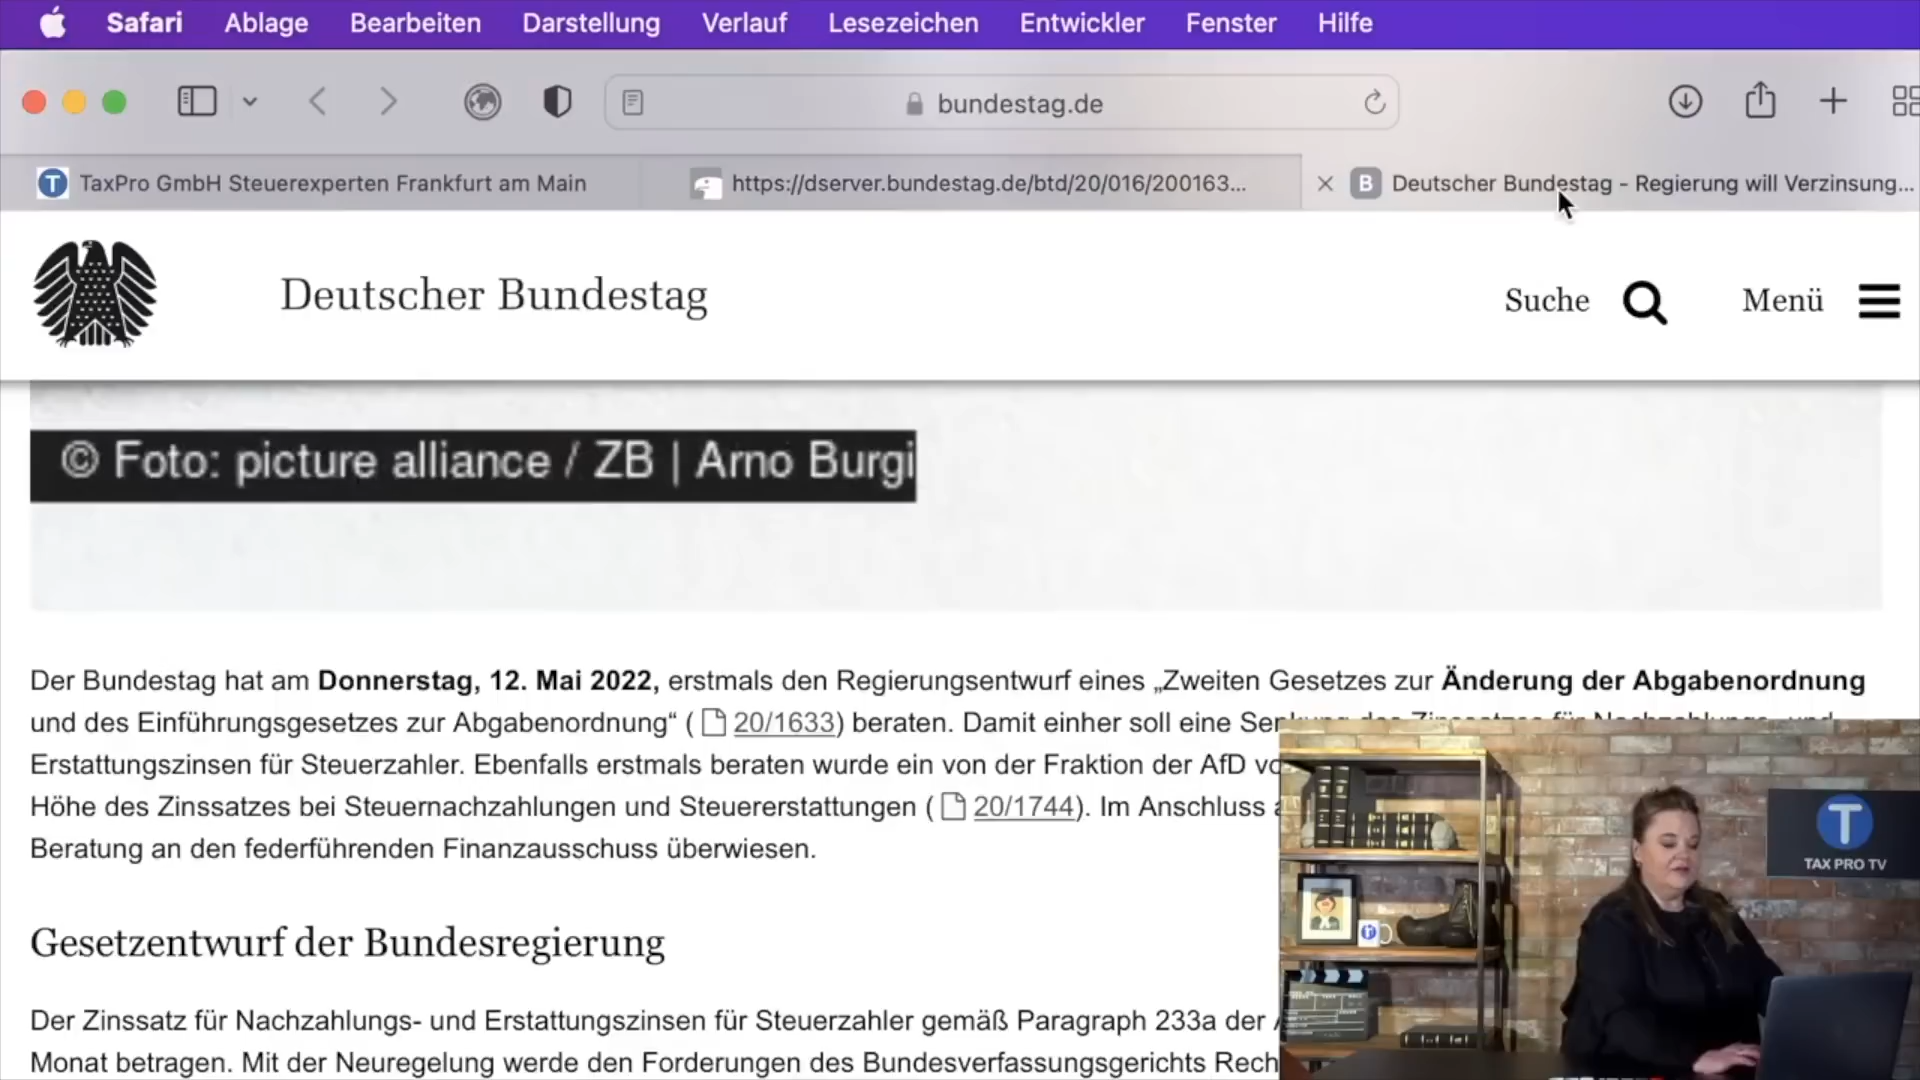 Safari Ablage Bearbeiten Darstellung Verlauf Lesezeichen Entwickler Fenster Hilfe
bundestag.de
TaxPro GmbH Steuerexperten Frankfurt am Main
https://dserver.bundestag.de/btd/20/016/200163...
B Deutscher Bundestag - Regierung will Verzinsung...
Deutscher Bundestag
Suche
Menü
© Foto: picture alliance / ZB | Arno Burgi
Der Bundestag hat am Donnerstag, 12. Mai 2022, erstmals den Regierungsentwurf eines „Zweiten Gesetzes zur Änderung der Abgabenordnung
und des Einführungsgesetzes zur Abgabenordnung“ ( 20/1633) beraten. Damit einher soll eine Senkung des Zinssatzes für Nachzahlungs- und
Erstattungszinsen für Steuerzahler. Ebenfalls erstmals beraten wurde ein von der Fraktion der AfD
Höhe des Zinssatzes bei Steuernachzahlungen und Steuererstattungen ( 20/1744). Im Anschluss
Beratung an den federführenden Finanzausschuss überwiesen.
Gesetzentwurf der Bundesregierung
Der Zinssatz für Nachzahlungs- und Erstattungszinsen für Steuerzahler gemäß Paragraph 233a der
Monat betragen. Mit der Neuregelung werde den Forderungen des Bundesverfassungsgerichts
T
TAX PRO TV